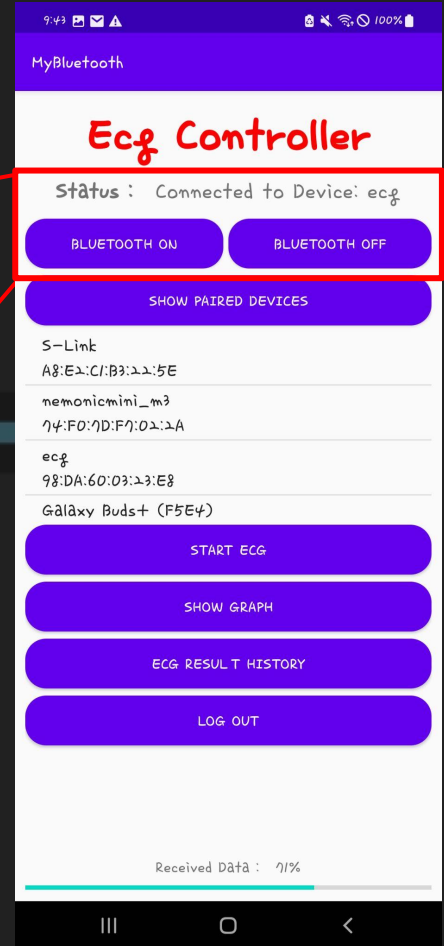 9:43 100%
MyBluetooth
Ecg Controller
Status : Connected to Device: ecg
BLUETOOTH ON BLUETOOTH OFF
SHOW PAIRED DEVICES
S-Link
A8:E2:C1:B3:22:5E
nemonicmini_m3
74:F0:7D:F7:02:2A
ecg
98:DA:60:03:23:E8
Galaxy Buds+ (F5E4)
START ECG
SHOW GRAPH
ECG RESULT HISTORY
LOG OUT
Received Data : 71%